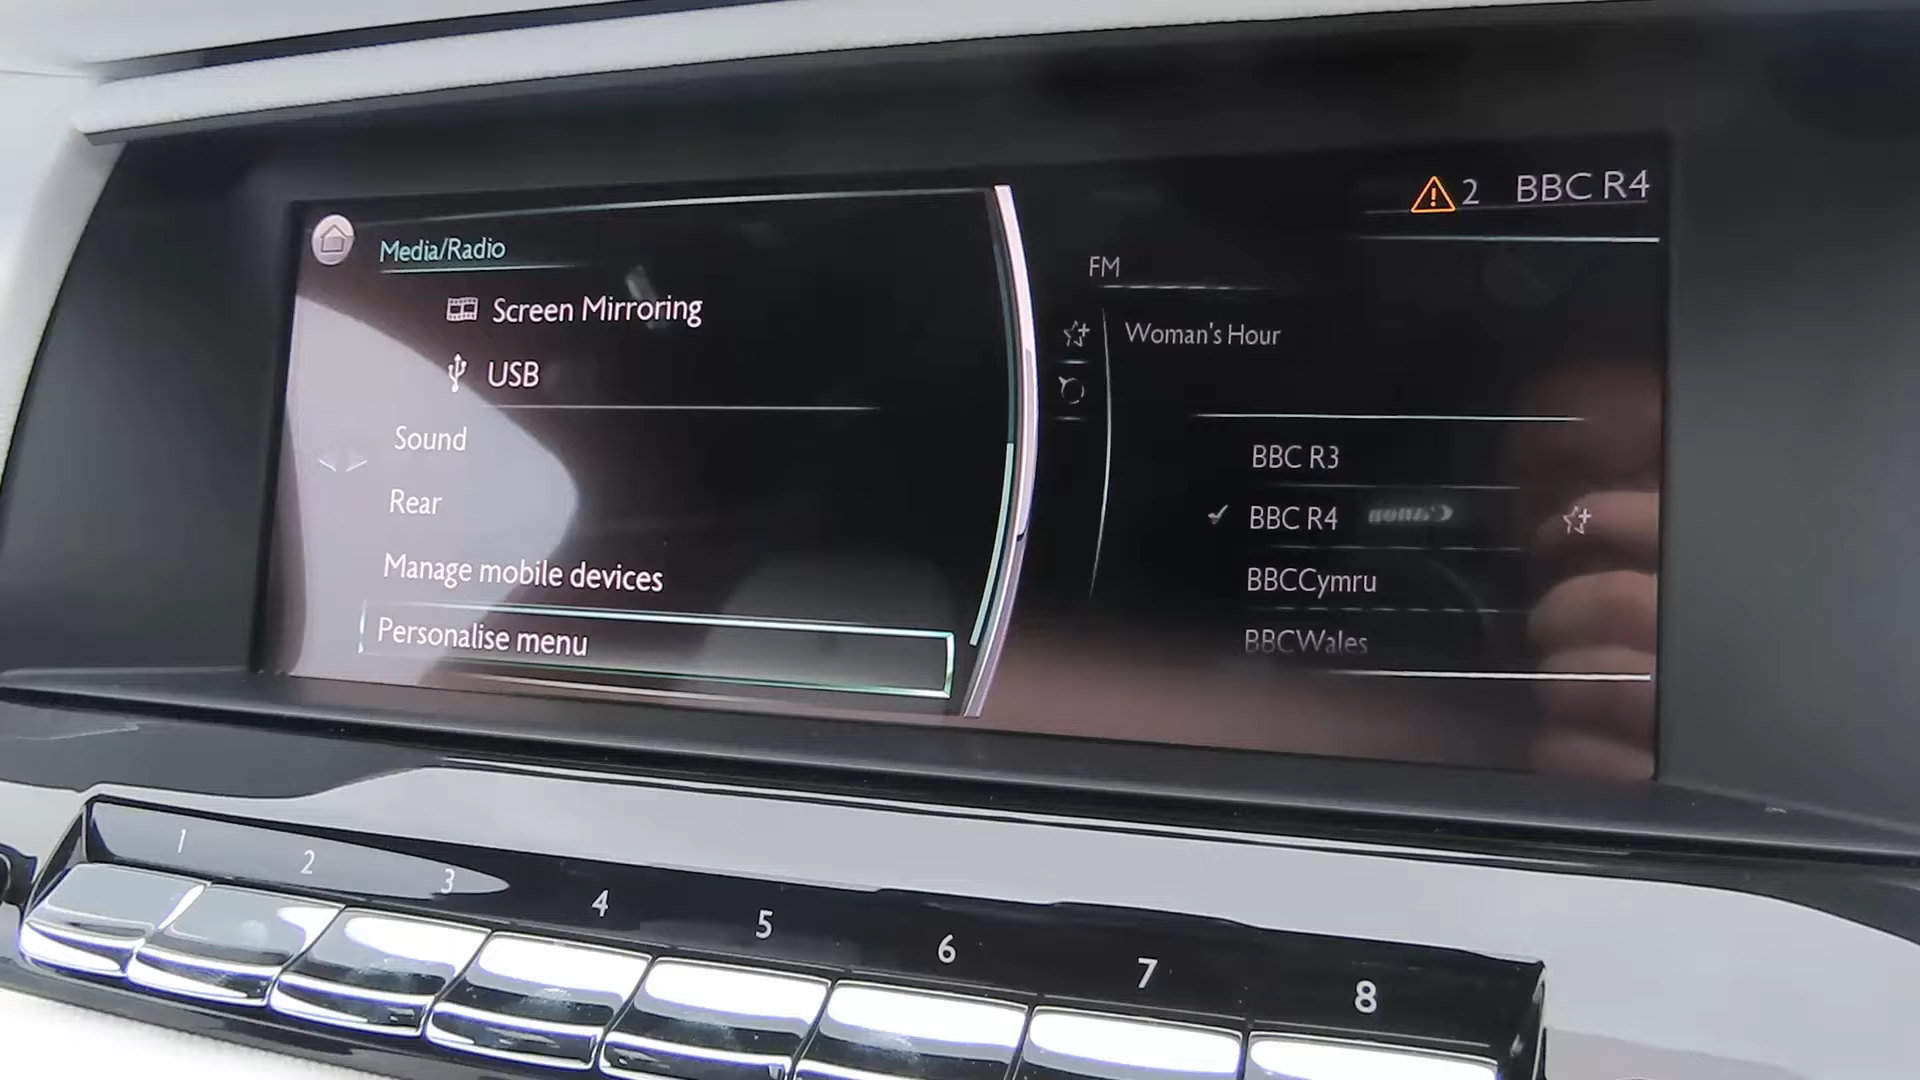 Media/Radio
Screen Mirroring
USB
Sound
Rear
Manage mobile devices
Personalise menu
2 BBC R4
FM
Woman's Hour
BBC R3
BBC R4
BBCCymru
BBCWales
1
2
3
4
5
6
7
8